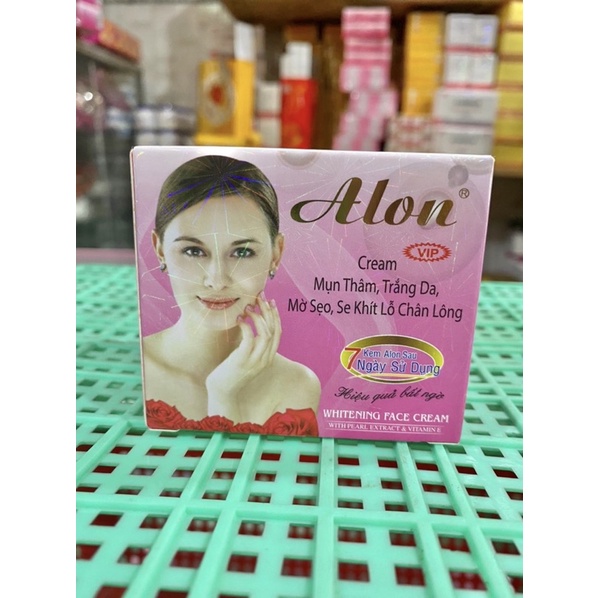 Alon®
VIP
Cream
Mụn Thâm, Trắng Da,
Mờ Sẹo, Se Khít Lỗ Chân Lông
7 Kem Alon Sau
Ngày Sử Dụng
Hiệu quả bất ngờ
WHITENING FACE CREAM
WITH PEARL EXTRACT & VITAMIN E